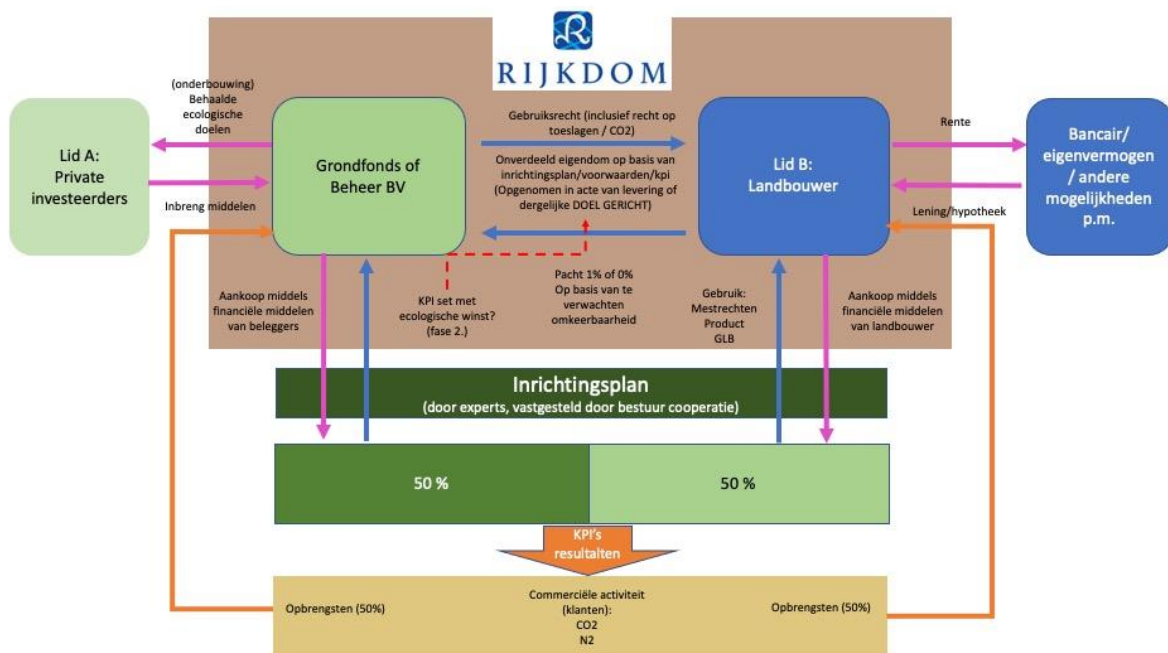 RIJKDOM
(onderbouwing)
Behaalde
ecologische
doelen
Lid A:
Private
investeerders
Inbreng middelen
Grondfonds of
Beheer BV
Gebruiksrecht (inclusief recht op
toeslagen / CO2)
Onverdeeld eigendom op basis van
inrichtingsplan/voorwaarden/kpi
(Opgenomen in acte van levering of
dergelijke DOEL GERICHT)
Lid B:
Landbouwer
Rente
Lening/hypotheek
Bancair/
eigenvermogen
/ andere
mogelijkheden
p.m.
Aankoop middels
financiële middelen
van beleggers
KPI set met
ecologische winst?
(fase 2.)
Pacht 1% of 0%
Op basis van te
verwachten
omkeerbaarheid
Gebruik:
Mestrechten
Product
GLB
Aankoop middels
financiële middelen
van landbouwer
Inrichtingsplan
(door experts, vastgesteld door bestuur cooperatie)
50 %
50 %
KPI's
resultalten
Opbrengsten (50%)
Commerciële activiteit
(klanten):
CO2
N2
Opbrengsten (50%)